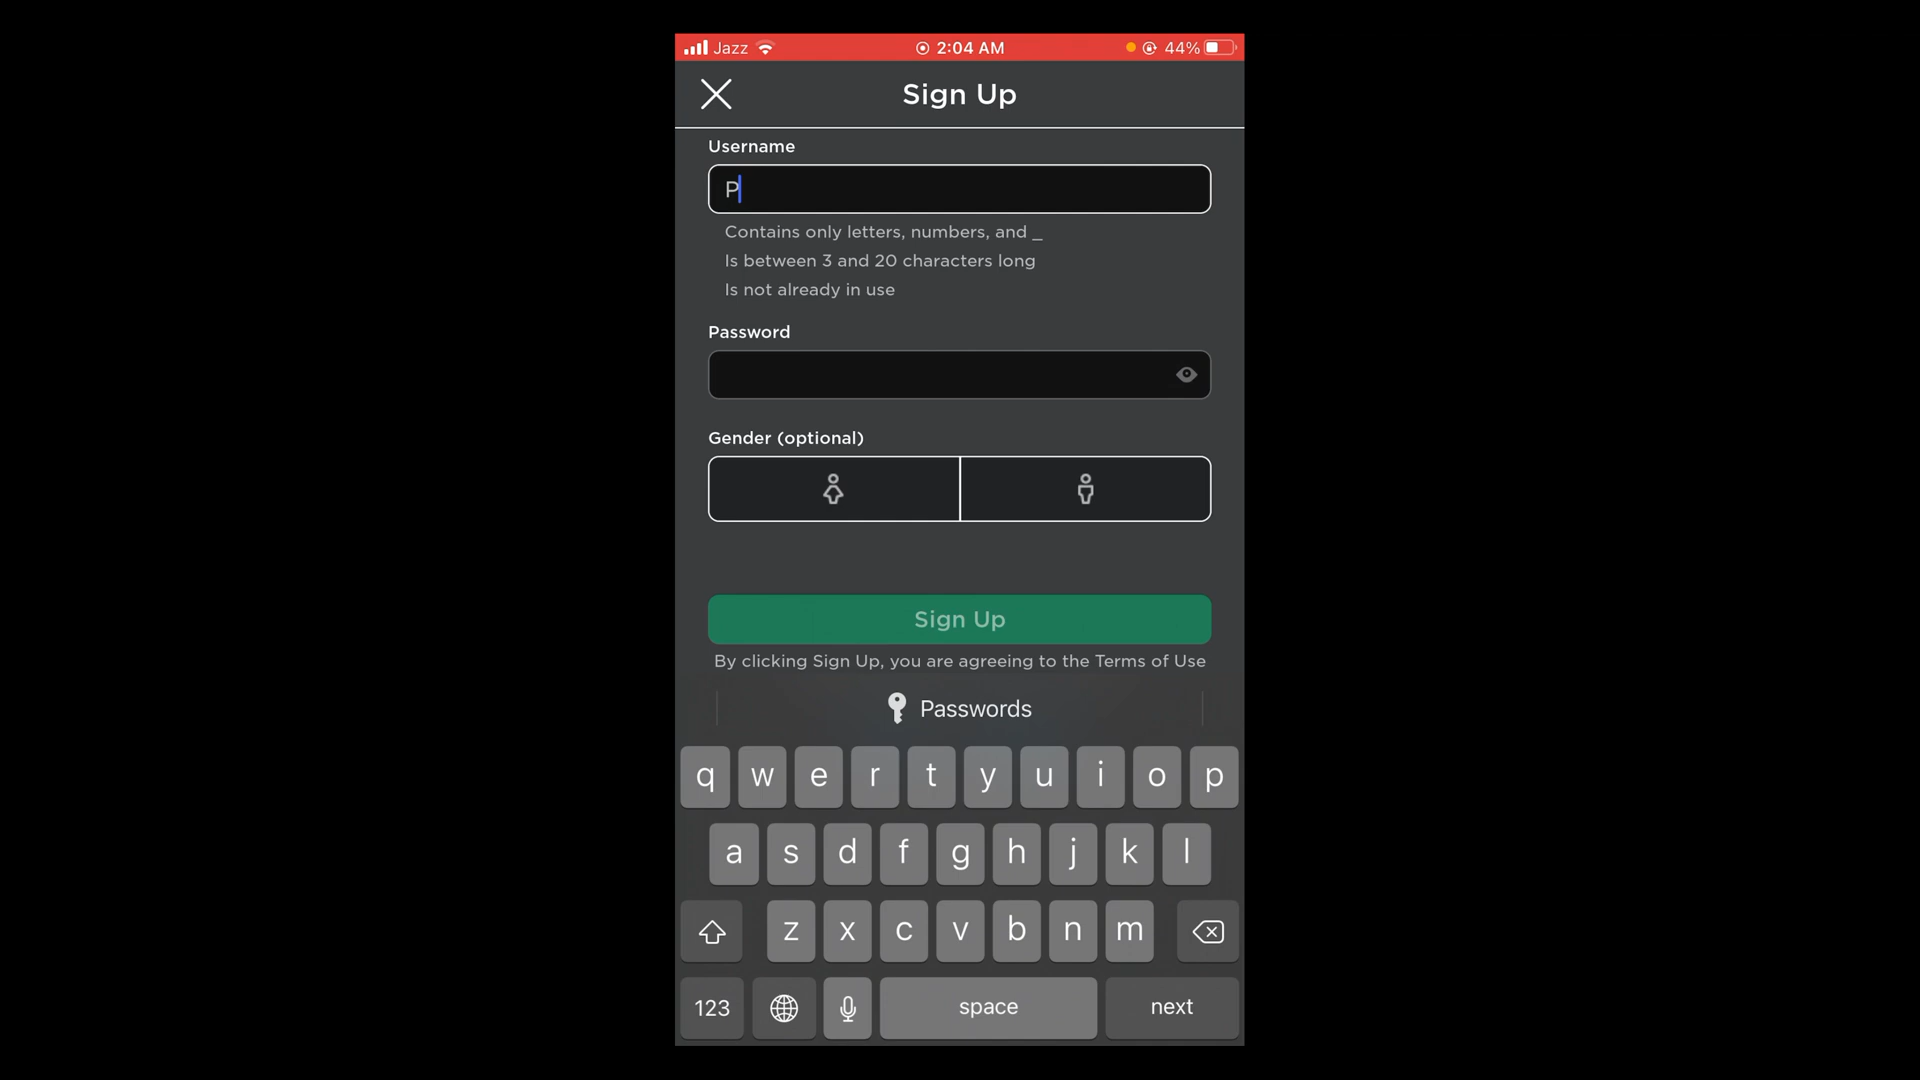 Jazz 2:04 AM 44%
Sign Up
Username
P
Contains only letters, numbers, and _
Is between 3 and 20 characters long
Is not already in use
Password
Gender (optional)
Sign Up
By clicking Sign Up, you are agreeing to the Terms of Use
Passwords
q w e r t y u i o p
a s d f g h j k l
z x c v b n m
123 space next